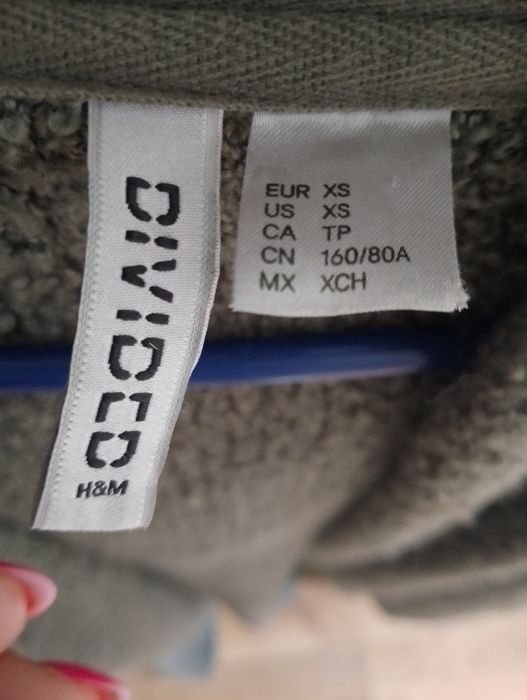 DIVIDED
H&M
EUR XS
US XS
CA TP
CN 160/80A
MX XCH